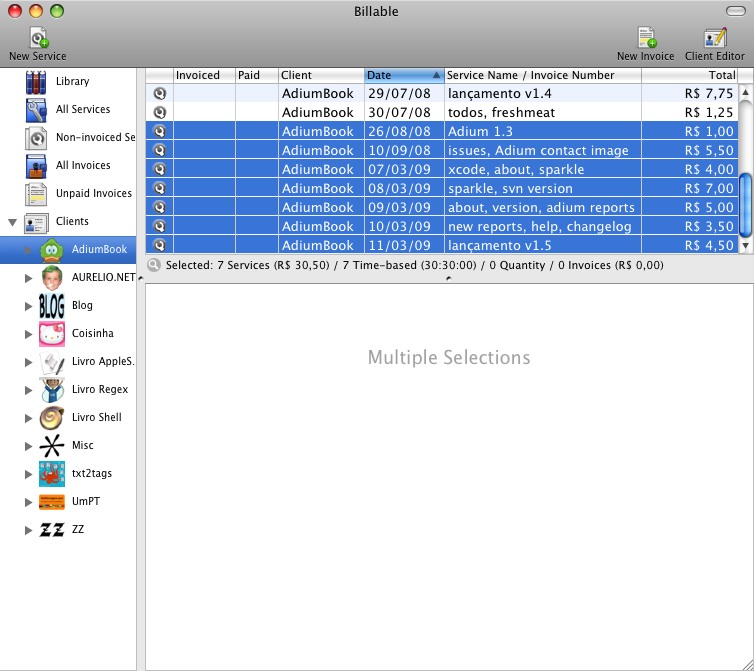 Billable
New Service
New Invoice
Client Editor
Library
All Services
Non-invoiced Se
All Invoices
Unpaid Invoices
Clients
AdiumBook
AURELIO.NET
Blog
Coisinha
Livro AppleS.
Livro Regex
Livro Shell
Misc
txt2tags
UmPT
ZZ
BLOG
Invoiced Paid Client Date Service Name / Invoice Number Total
AdiumBook 29/07/08 lançamento v1.4 R$ 7,75
AdiumBook 30/07/08 todos, freshmeat R$ 1,25
AdiumBook 26/08/08 Adium 1.3 R$ 1,00
AdiumBook 10/09/08 issues, Adium contact image R$ 5,50
AdiumBook 07/03/09 xcode, about, sparkle R$ 4,00
AdiumBook 08/03/09 sparkle, svn version R$ 7,00
AdiumBook 09/03/09 about, version, adium reports R$ 5,00
AdiumBook 10/03/09 new reports, help, changelog R$ 3,50
AdiumBook 11/03/09 lançamento v1.5 R$ 4,50
Selected: 7 Services (R$ 30,50) / 7 Time-based (30:30:00) / 0 Quantity / 0 Invoices (R$ 0,00)
Multiple Selections